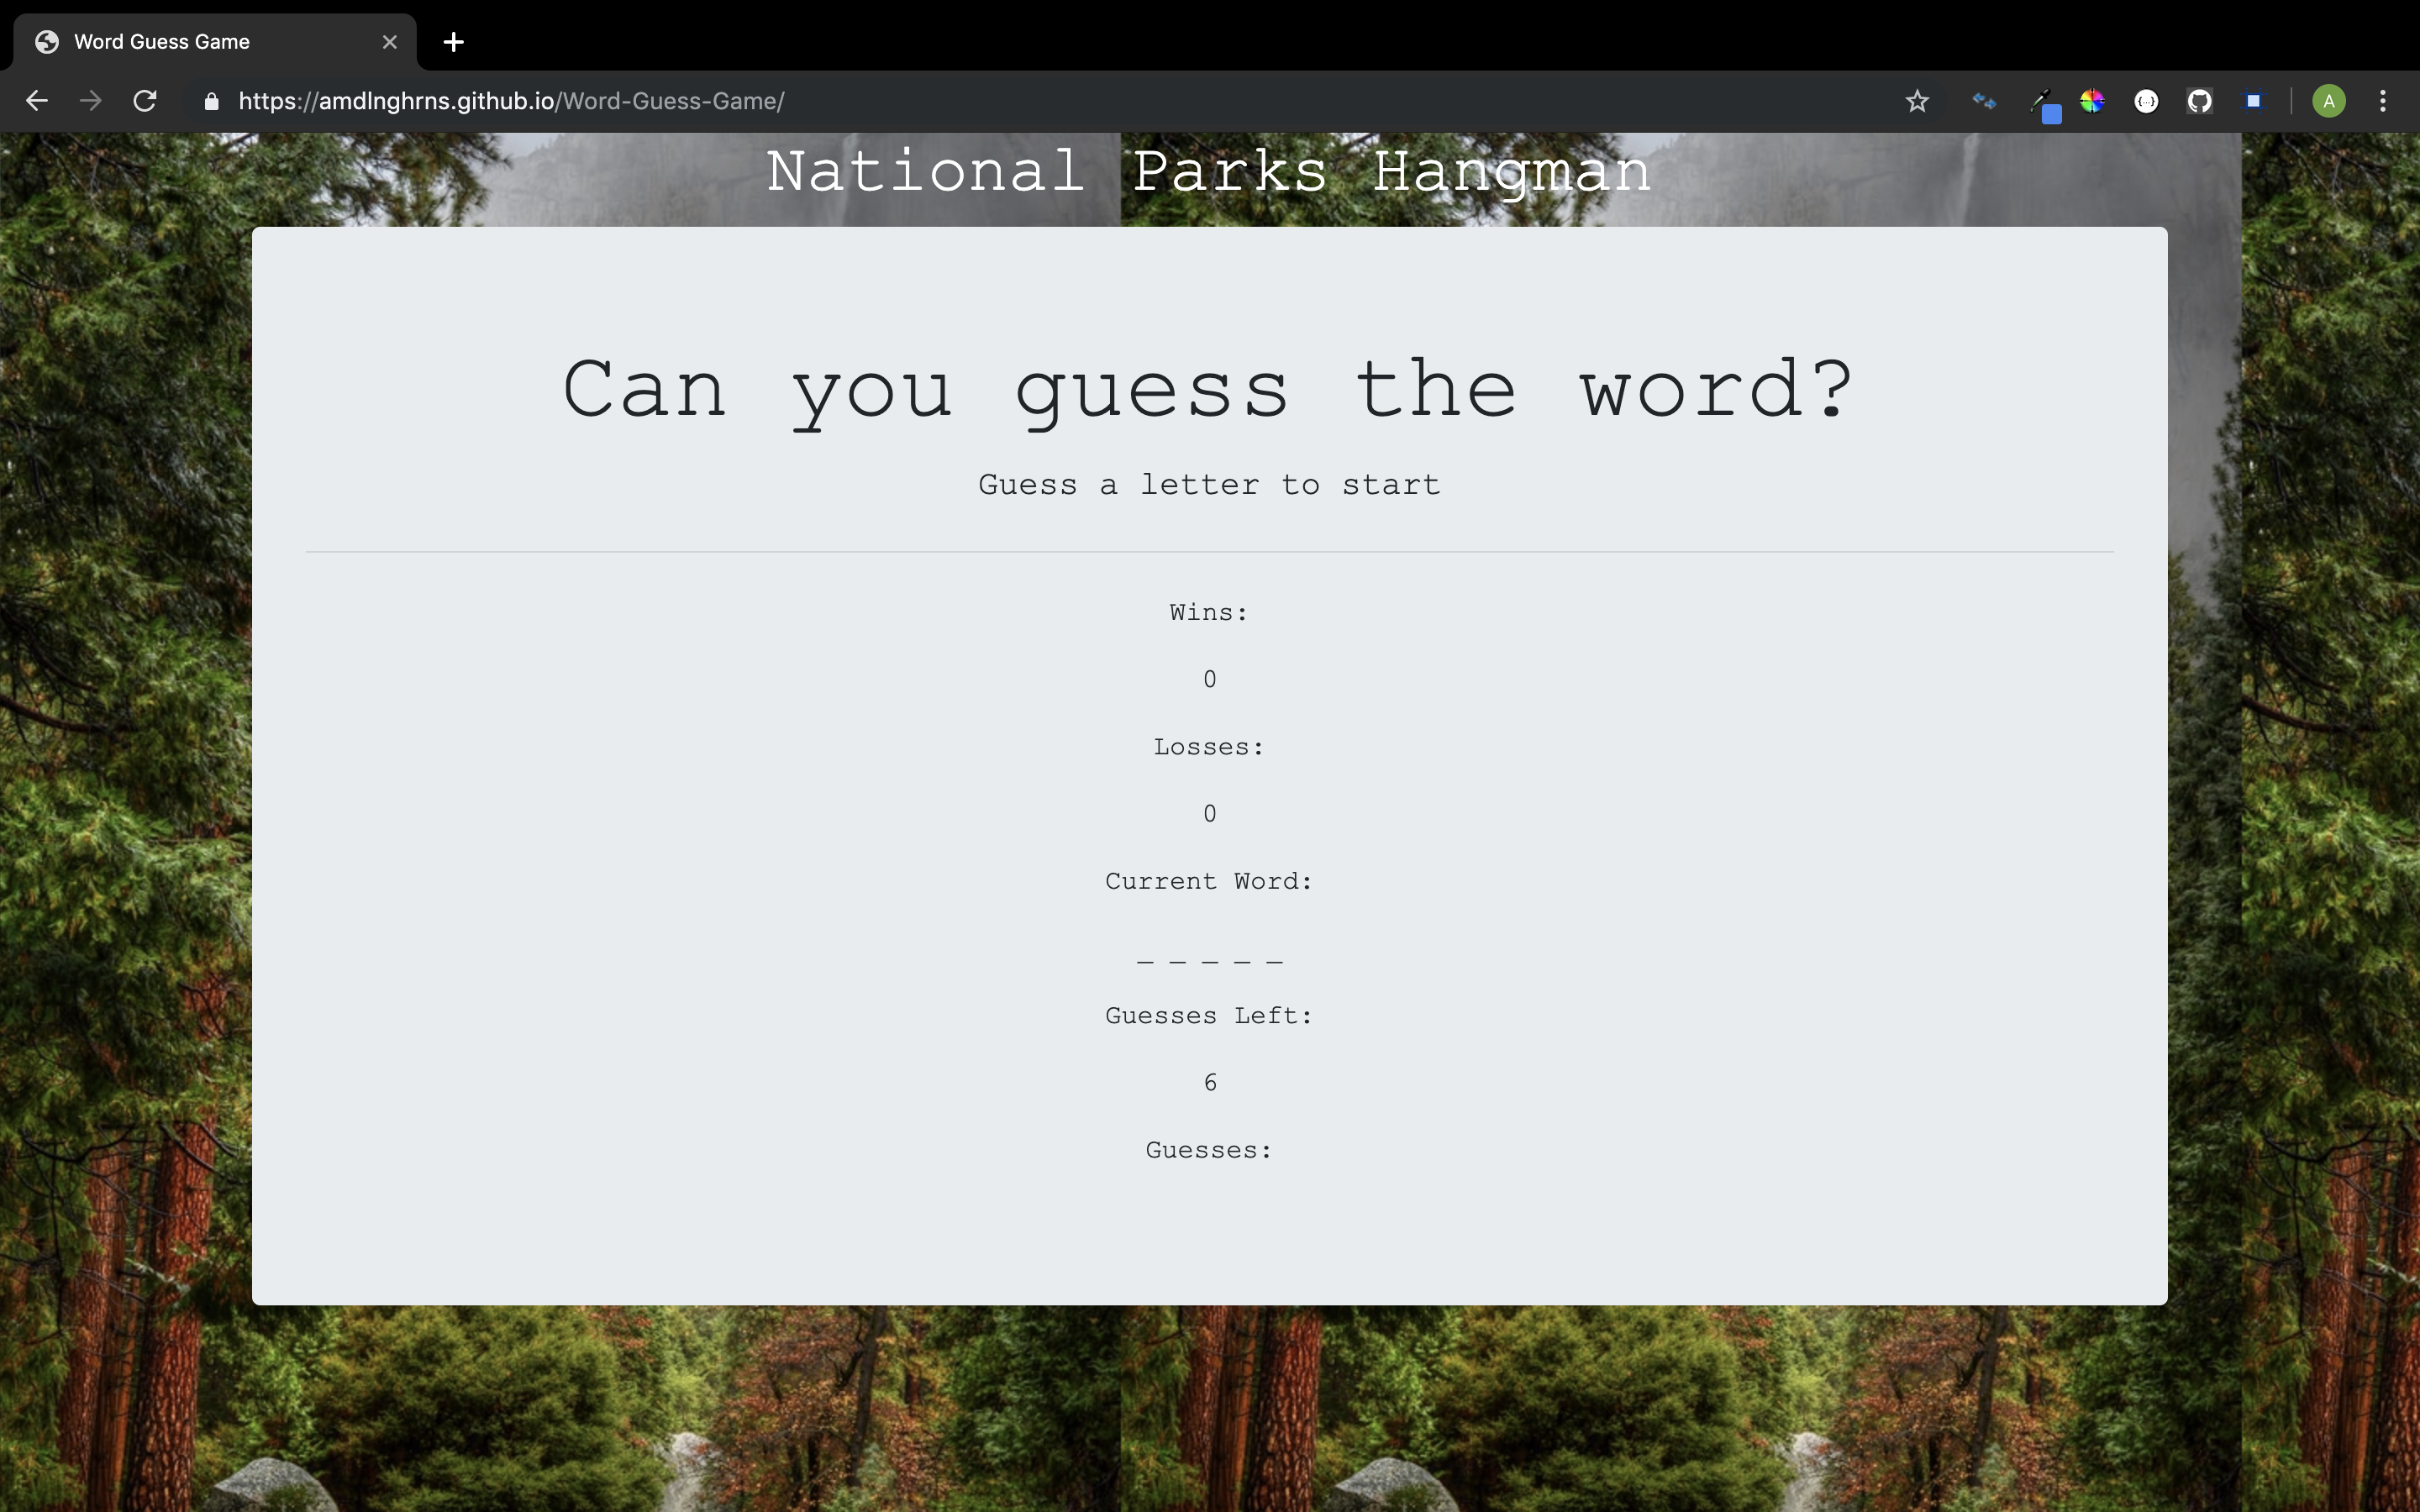 Word Guess Game
https://amdlnghrns.github.io/Word-Guess-Game/
A
National Parks Hangman
Can you guess the word?
Guess a letter to start
Wins:
0
Losses:
0
Current Word:
_ _ _ _ _
Guesses Left:
6
Guesses: